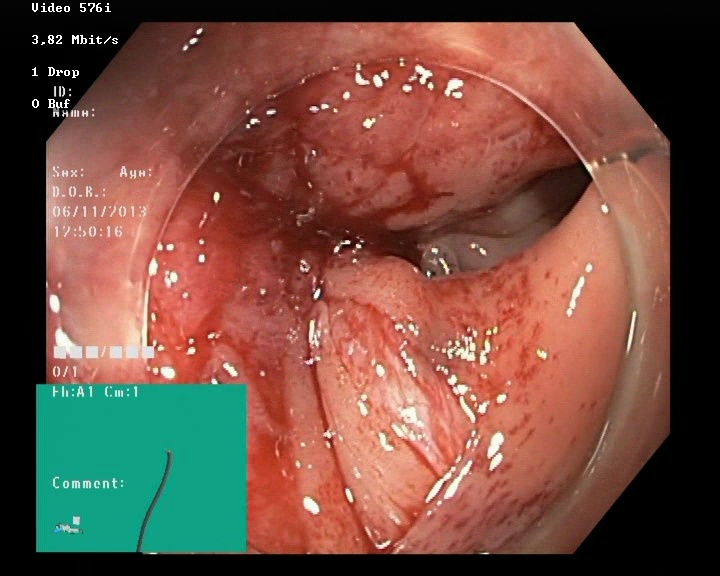 Video 576i
3,82 Mbit/s
1 Drop
ID:
0 Buf
Name:
Sex: Age:
D.O.B.:
06/11/2013
12:50:16
0/1
Eh:A1 Cm:1
Comment: